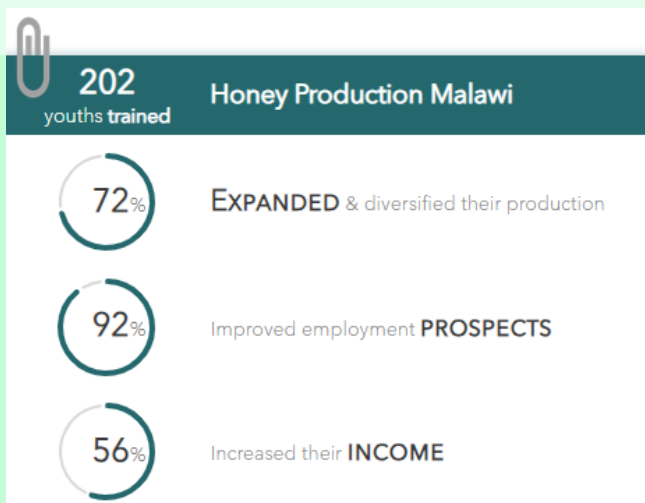 202
youths trained
Honey Production Malawi
72%
EXPANDED & diversified their production
92%
Improved employment PROSPECTS
56%
Increased their INCOME